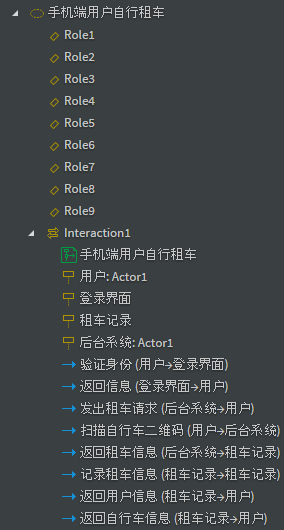 手机端用户自行租车
Role1
Role2
Role3
Role4
Role5
Role6
Role7
Role8
Role9
Interaction1
手机端用户自行租车
用户: Actor1
登录界面
租车记录
后台系统: Actor1
验证身份 (用户→登录界面)
返回信息 (登录界面→用户)
发出租车请求 (后台系统→用户)
扫描自行车二维码 (用户→后台系统)
返回租车信息 (后台系统→租车记录)
记录租车信息 (租车记录→租车记录)
返回用户信息 (租车记录→用户)
返回自行车信息 (租车记录→用户)